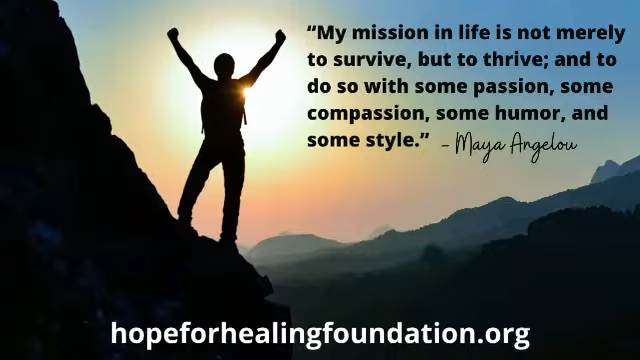 “My mission in life is not merely
to survive, but to thrive; and to
do so with some passion, some
compassion, some humor, and
some style.” – Maya Angelou
hopeforhealingfoundation.org